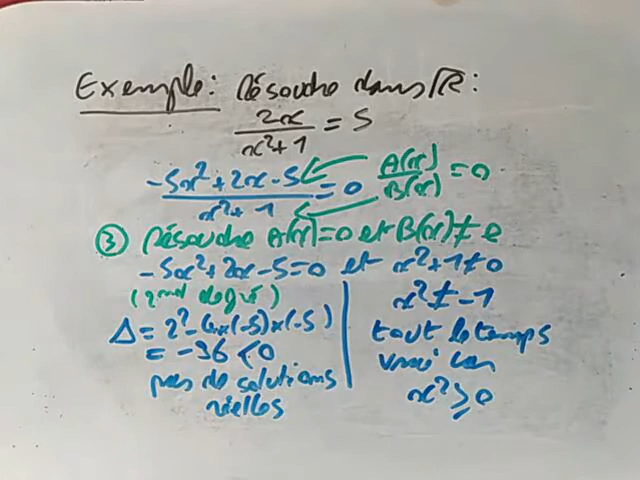 Exemple: Résoudre dans ℝ:
2x/(x²+1) = 5
(-5x²+2x-5)/(x²+1) = 0 A(x)/B(x) = 0
③ Résoudre A(x)=0 et B(x)≠0
-5x²+2x-5=0 et x²+1≠0
(2nd degré)
Δ = 2²-4x(-5)x(-5)
= -96 < 0
pas de solutions
réelles
x² ≠ -1
tout le temps
vrai car
x² ≥ 0